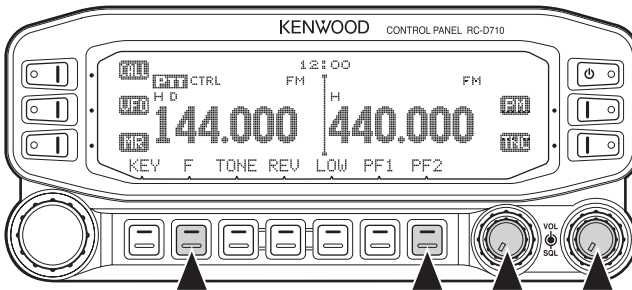 KENWOOD CONTROL PANEL RC-D710
12:00
CALL PTT CTRL FM FM
H D H
VFO PM
144.000 440.000
MR TNC
KEY F TONE REV LOW PF1 PF2
VOL
SQL